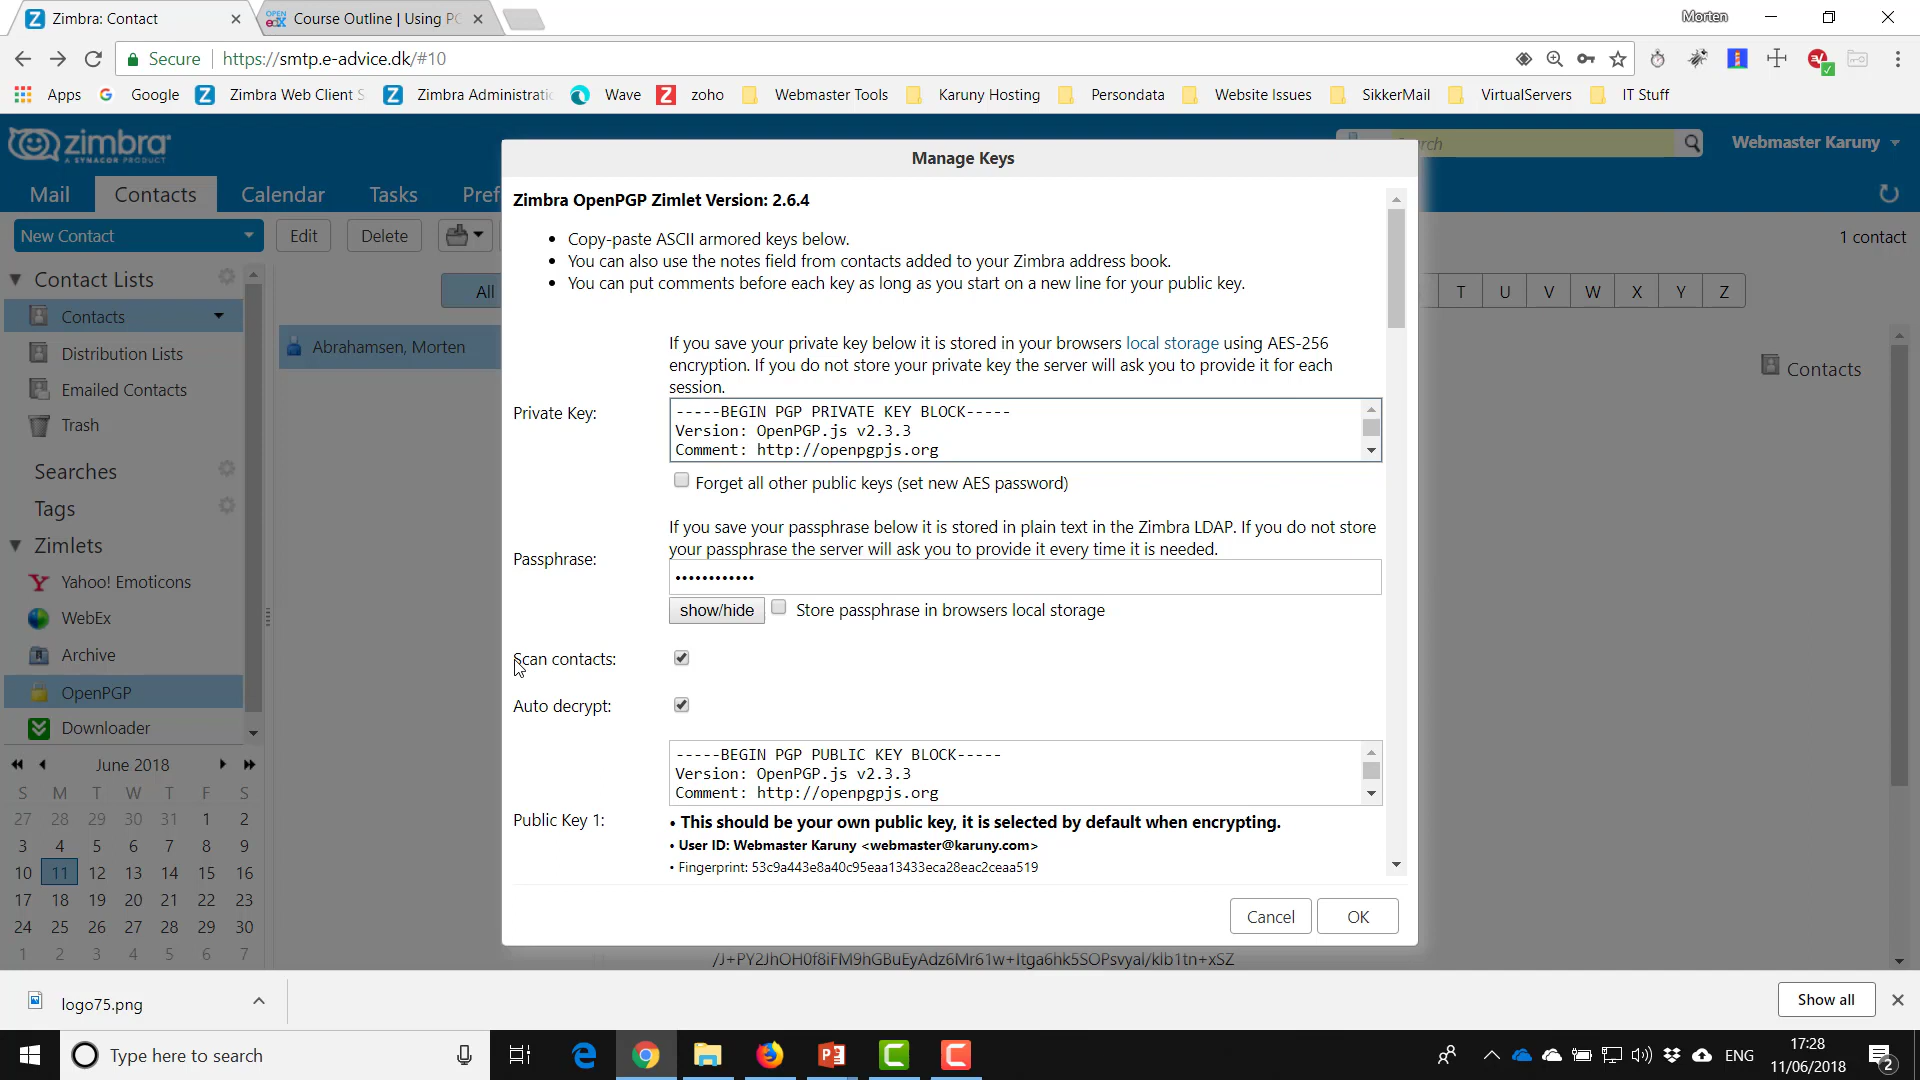 Zimbra: Contact
Course Outline | Using PC
Morten
Secure
https://smtp.e-advice.dk/#10
Apps
Google
Zimbra Web Client S
Zimbra Administratio
Wave
zoho
Webmaster Tools
Karuny Hosting
Persondata
Website Issues
SikkerMail
VirtualServers
IT Stuff
zimbra
A SYNACOR PRODUCT
Webmaster Karuny
Mail
Contacts
Calendar
Tasks
Pref
New Contact
Edit
Delete
1 contact
Contact Lists
Contacts
Distribution Lists
Emailed Contacts
Trash
Searches
Tags
Zimlets
Yahoo! Emoticons
WebEx
Archive
OpenPGP
Downloader
All
T U V W X Y Z
Abrahamsen, Morten
Contacts
Manage Keys
Zimbra OpenPGP Zimlet Version: 2.6.4
• Copy-paste ASCII armored keys below.
• You can also use the notes field from contacts added to your Zimbra address book.
• You can put comments before each key as long as you start on a new line for your public key.
If you save your private key below it is stored in your browsers local storage using AES-256
encryption. If you do not store your private key the server will ask you to provide it for each
session.
Private Key:
-----BEGIN PGP PRIVATE KEY BLOCK-----
Version: OpenPGP.js v2.3.3
Comment: http://openpgpjs.org
Forget all other public keys (set new AES password)
If you save your passphrase below it is stored in plain text in the Zimbra LDAP. If you do not store
your passphrase the server will ask you to provide it every time it is needed.
Passphrase:
••••••••••••
show/hide
Store passphrase in browsers local storage
Scan contacts:
Auto decrypt:
-----BEGIN PGP PUBLIC KEY BLOCK-----
Version: OpenPGP.js v2.3.3
Comment: http://openpgpjs.org
Public Key 1:
• This should be your own public key, it is selected by default when encrypting.
• User ID: Webmaster Karuny <webmaster@karuny.com>
• Fingerprint: 53c9a443e8a40c95eaa13433eca28eac2ceaa519
Cancel
OK
June 2018
S M T W T F S
27 28 29 30 31 1 2
3 4 5 6 7 8 9
10 11 12 13 14 15 16
17 18 19 20 21 22 23
24 25 26 27 28 29 30
1 2 3 4 5 6 7
logo75.png
Show all
Type here to search
ENG
17:28
11/06/2018
2